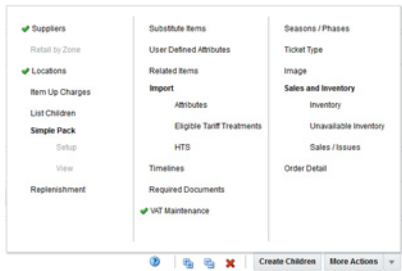 Suppliers
Retail by Zone
Locations
Item Up Charges
List Children
Simple Pack
Setup
View
Replenishment
Substitute Items
User Defined Attributes
Related Items
Import
Attributes
Eligible Tariff Treatments
HTS
Timelines
Required Documents
VAT Maintenance
Seasons / Phases
Ticket Type
Image
Sales and Inventory
Inventory
Unavailable Inventory
Sales / Issues
Order Detail
Create Children
More Actions